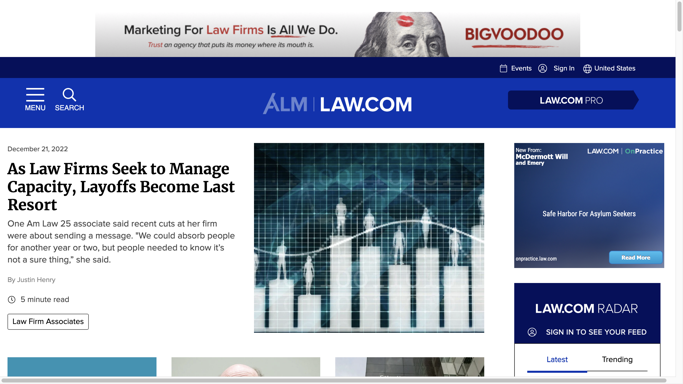 Marketing For Law Firms Is All We Do.
Trust an agency that puts its money where its mouth is.
BIGVOODOO
Events
Sign In
United States
MENU
SEARCH
ALM | LAW.COM
LAW.COM PRO
December 21, 2022
As Law Firms Seek to Manage
Capacity, Layoffs Become Last
Resort
One Am Law 25 associate said recent cuts at her firm
were about sending a message. "We could absorb people
for another year or two, but people needed to know it's
not a sure thing," she said.
By Justin Henry
5 minute read
Law Firm Associates
New From:
McDermott Will
and Emery
LAW.COM | OnPractice
Safe Harbor For Asylum Seekers
onpractice.law.com
Read More
LAW.COM RADAR
SIGN IN TO SEE YOUR FEED
Latest
Trending